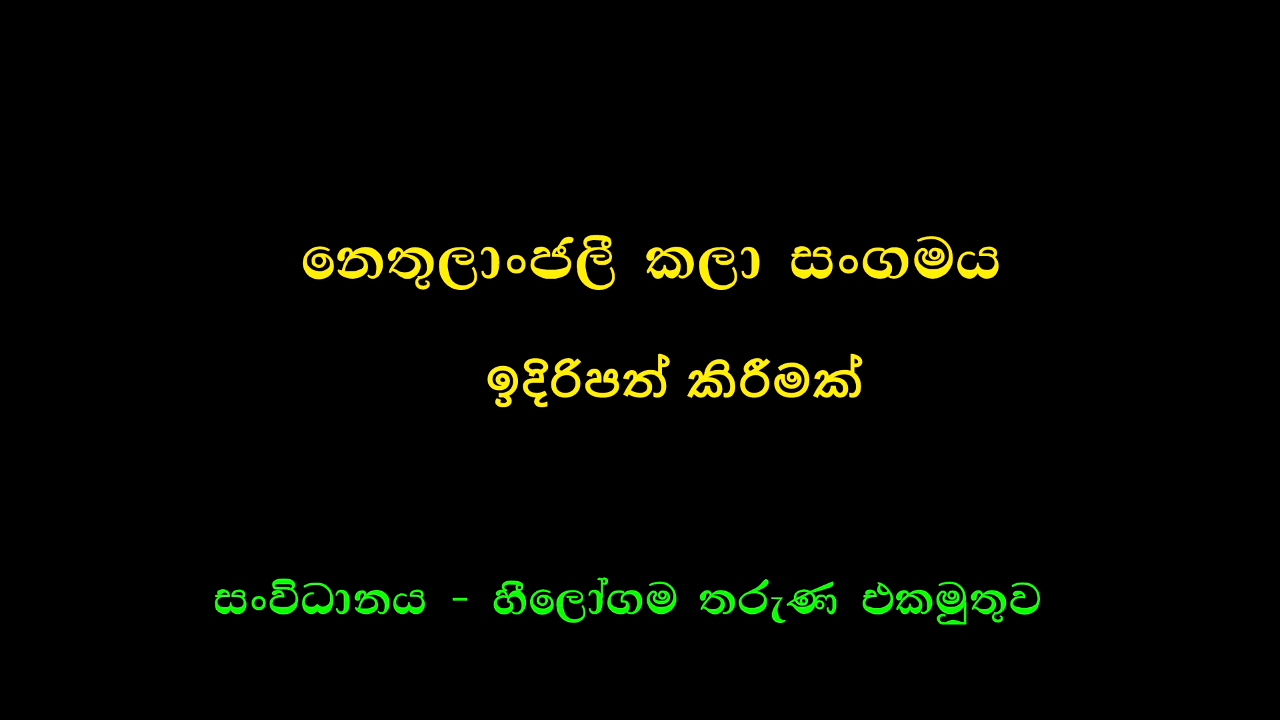 නෙතුලාංජලී කලා සංගමය
ඉදිරිපත් කිරීමක්
සංවිධානය - හීලෝගම තරුණ එකමුතුව